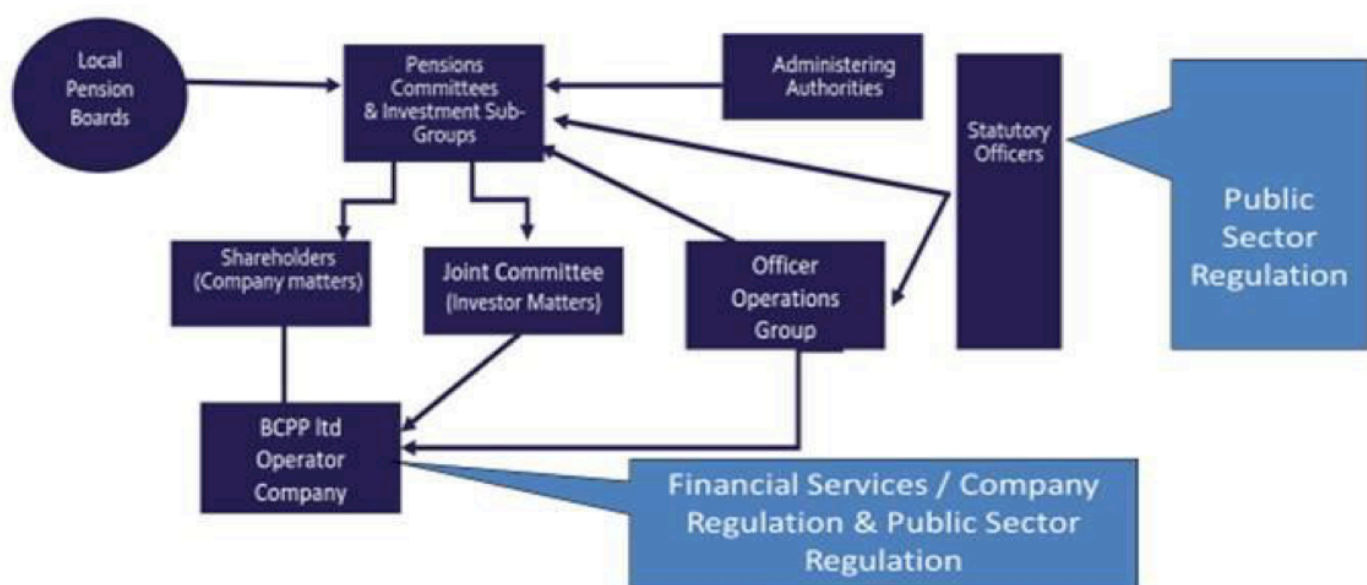 Local
Pension
Boards
Pensions
Committees
& Investment Sub-
Groups
Administering
Authorities
Statutory
Officers
Public
Sector
Regulation
Shareholders
(Company matters)
Joint Committee
(Investor Matters)
Officer
Operations
Group
BCPP ltd
Operator
Company
Financial Services / Company
Regulation & Public Sector
Regulation